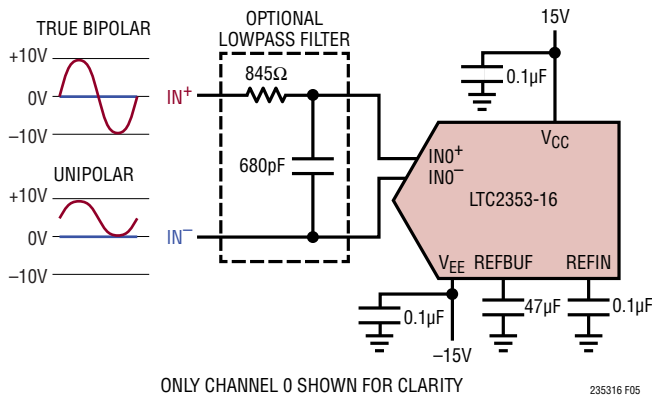 TRUE BIPOLAR
+10V
0V
–10V
UNIPOLAR
+10V
0V
–10V
IN+
IN–
OPTIONAL
LOWPASS FILTER
845Ω
680pF
15V
0.1µF
VCC
IN0+
IN0–
LTC2353-16
VEE
REFBUF
REFIN
0.1µF
–15V
47µF
0.1µF
ONLY CHANNEL 0 SHOWN FOR CLARITY
235316 F05